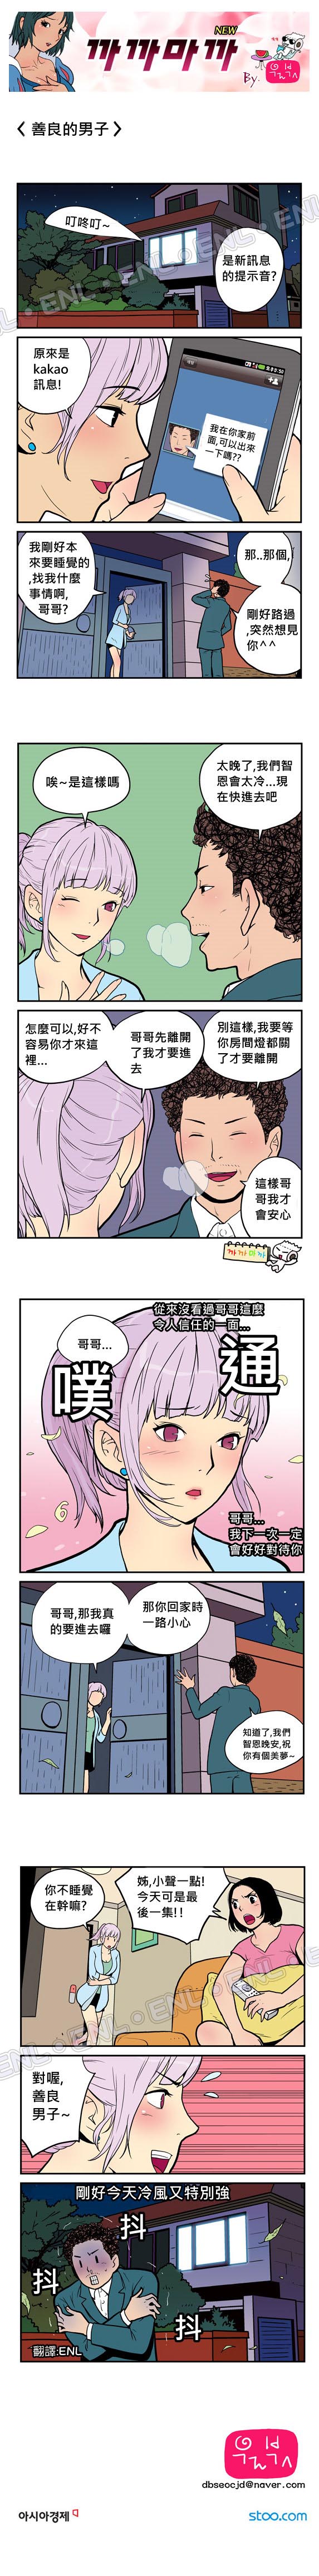 NEW
까까마까
By.
《 善良的男子 》
叮咚叮~
是新訊息
的提示音?
原來是
kakao
訊息!
我在你家前
面,可以出來
一下嗎??
我剛好本
來要睡覺的
,找我什麼
事情啊,
哥哥?
那..那個,
剛好路過
,突然想見
你^^
唉~是這樣嗎
太晚了,我們智
恩會太冷...現
在快進去吧
怎麼可以,好不
容易你才來這
裡...
哥哥先離開
了我才要進
去
別這樣,我要等
你房間燈都關
了才要離開
這樣哥
哥我才
會安心
까까마까
從來沒看過哥哥這麼
令人信任的一面...
哥哥...
噗
通
哥哥...
我下一次一定
會好好對待你
哥哥,那我真
的要進去囉
那你回家時
一路小心
知道了,我們
智恩晚安,祝
你有個美夢~
你不睡覺
在幹嘛?
姊,小聲一點!
今天可是最
後一集!!
對喔,
善良
男子~
剛好今天冷風又特別強
抖
抖
抖
翻譯:ENL
dbseocjd@naver.com
아시아경제
stoo.com